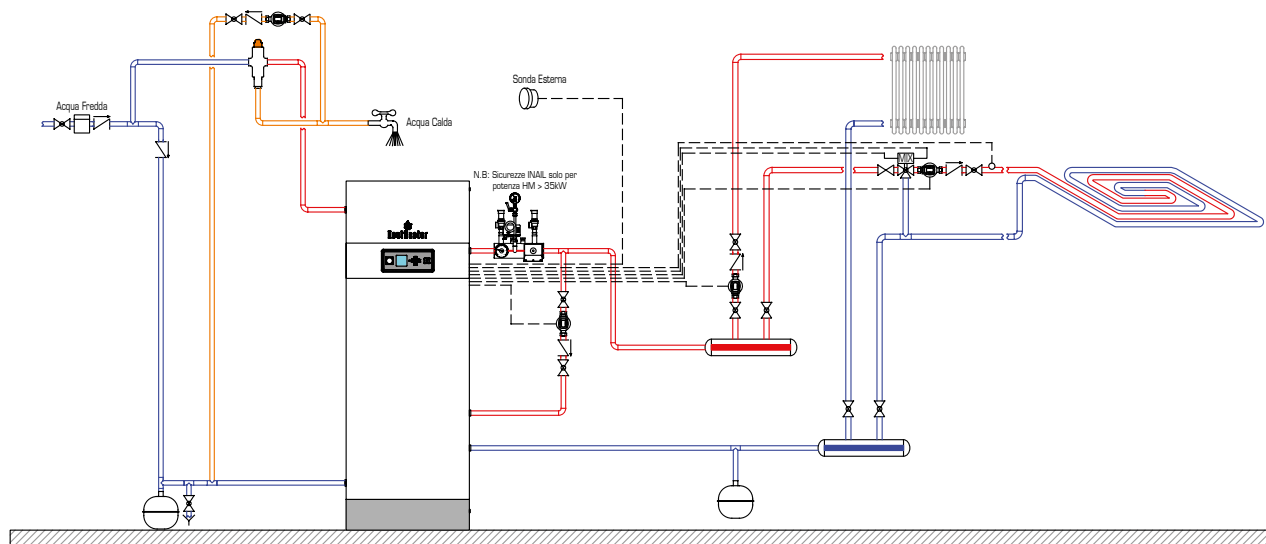 Sonda Esterna
Acqua Fredda
Acqua Calda
MIX
N.B: Sicurezze INAIL solo per
potenza HM > 35kW